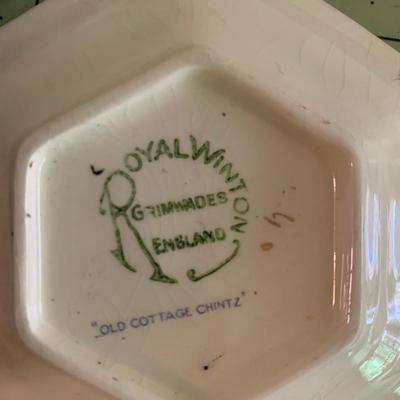 ROYAL WINTON
GRIMWADES
ENGLAND
"OLD COTTAGE CHINTZ"